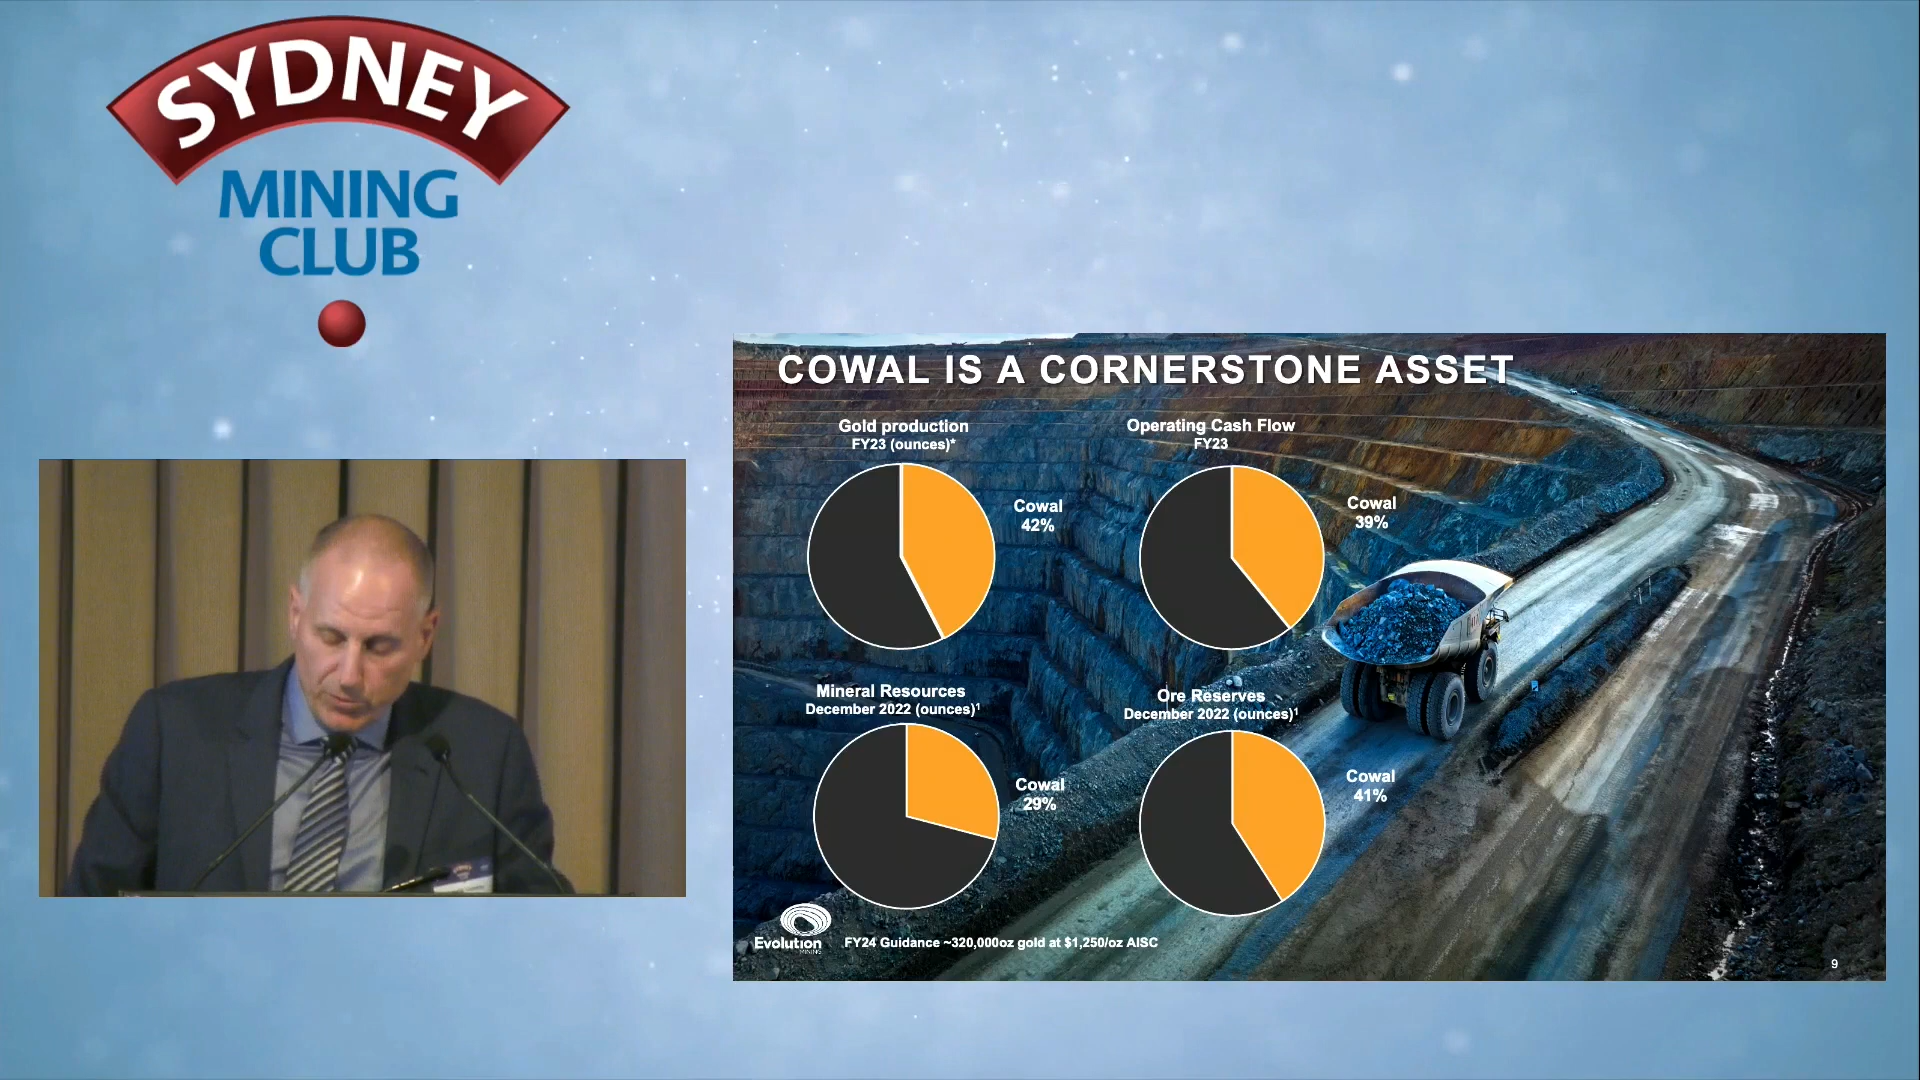 SYDNEY
MINING
CLUB
COWAL IS A CORNERSTONE ASSET
Gold production
FY23 (ounces)*
Cowal
42%
Operating Cash Flow
FY23
Cowal
39%
Mineral Resources
December 2022 (ounces)¹
Cowal
29%
Ore Reserves
December 2022 (ounces)¹
Cowal
41%
Evolution
MINING
FY24 Guidance ~320,000oz gold at $1,250/oz AISC
9